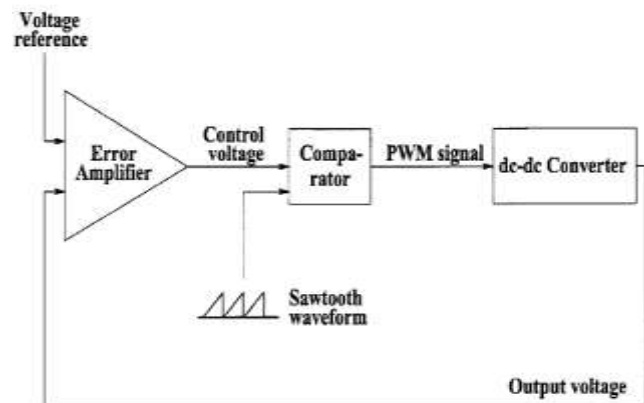 Voltage
reference
Error
Amplifier
Control
voltage
Compa-
rator
PWM signal
dc-dc Converter
Sawtooth
waveform
Output voltage